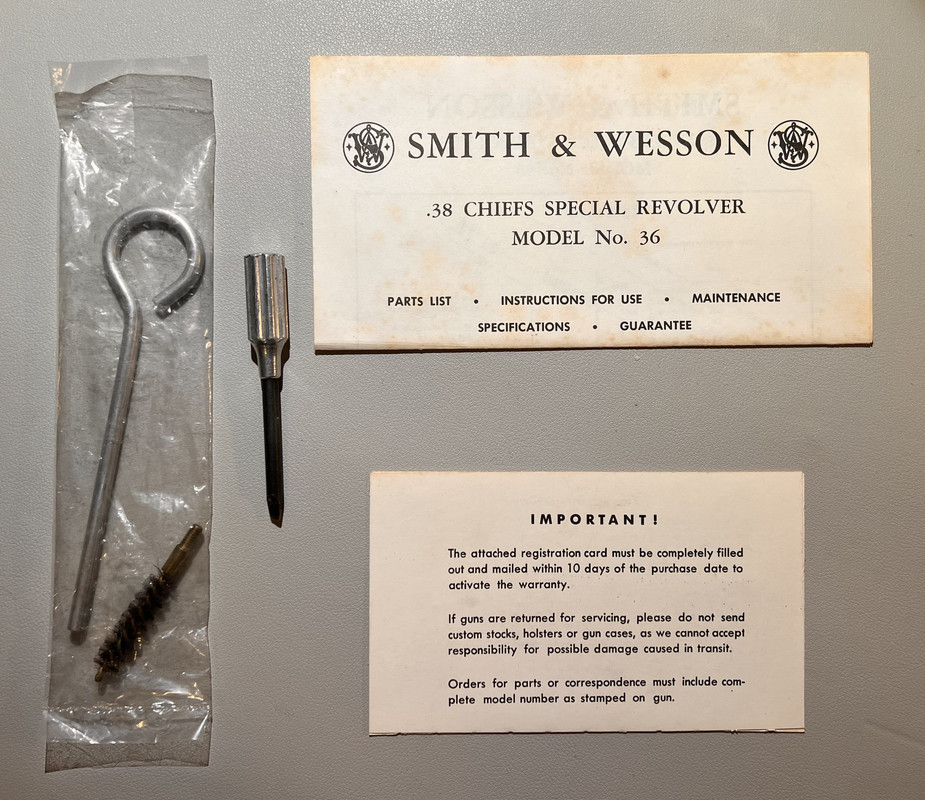 SMITH & WESSON
.38 CHIEFS SPECIAL REVOLVER
MODEL No. 36
PARTS LIST • INSTRUCTIONS FOR USE • MAINTENANCE
SPECIFICATIONS • GUARANTEE
IMPORTANT!
The attached registration card must be completely filled
out and mailed within 10 days of the purchase date to
activate the warranty.
If guns are returned for servicing, please do not send
custom stocks, holsters or gun cases, as we cannot accept
responsibility for possible damage caused in transit.
Orders for parts or correspondence must include com-
plete model number as stamped on gun.